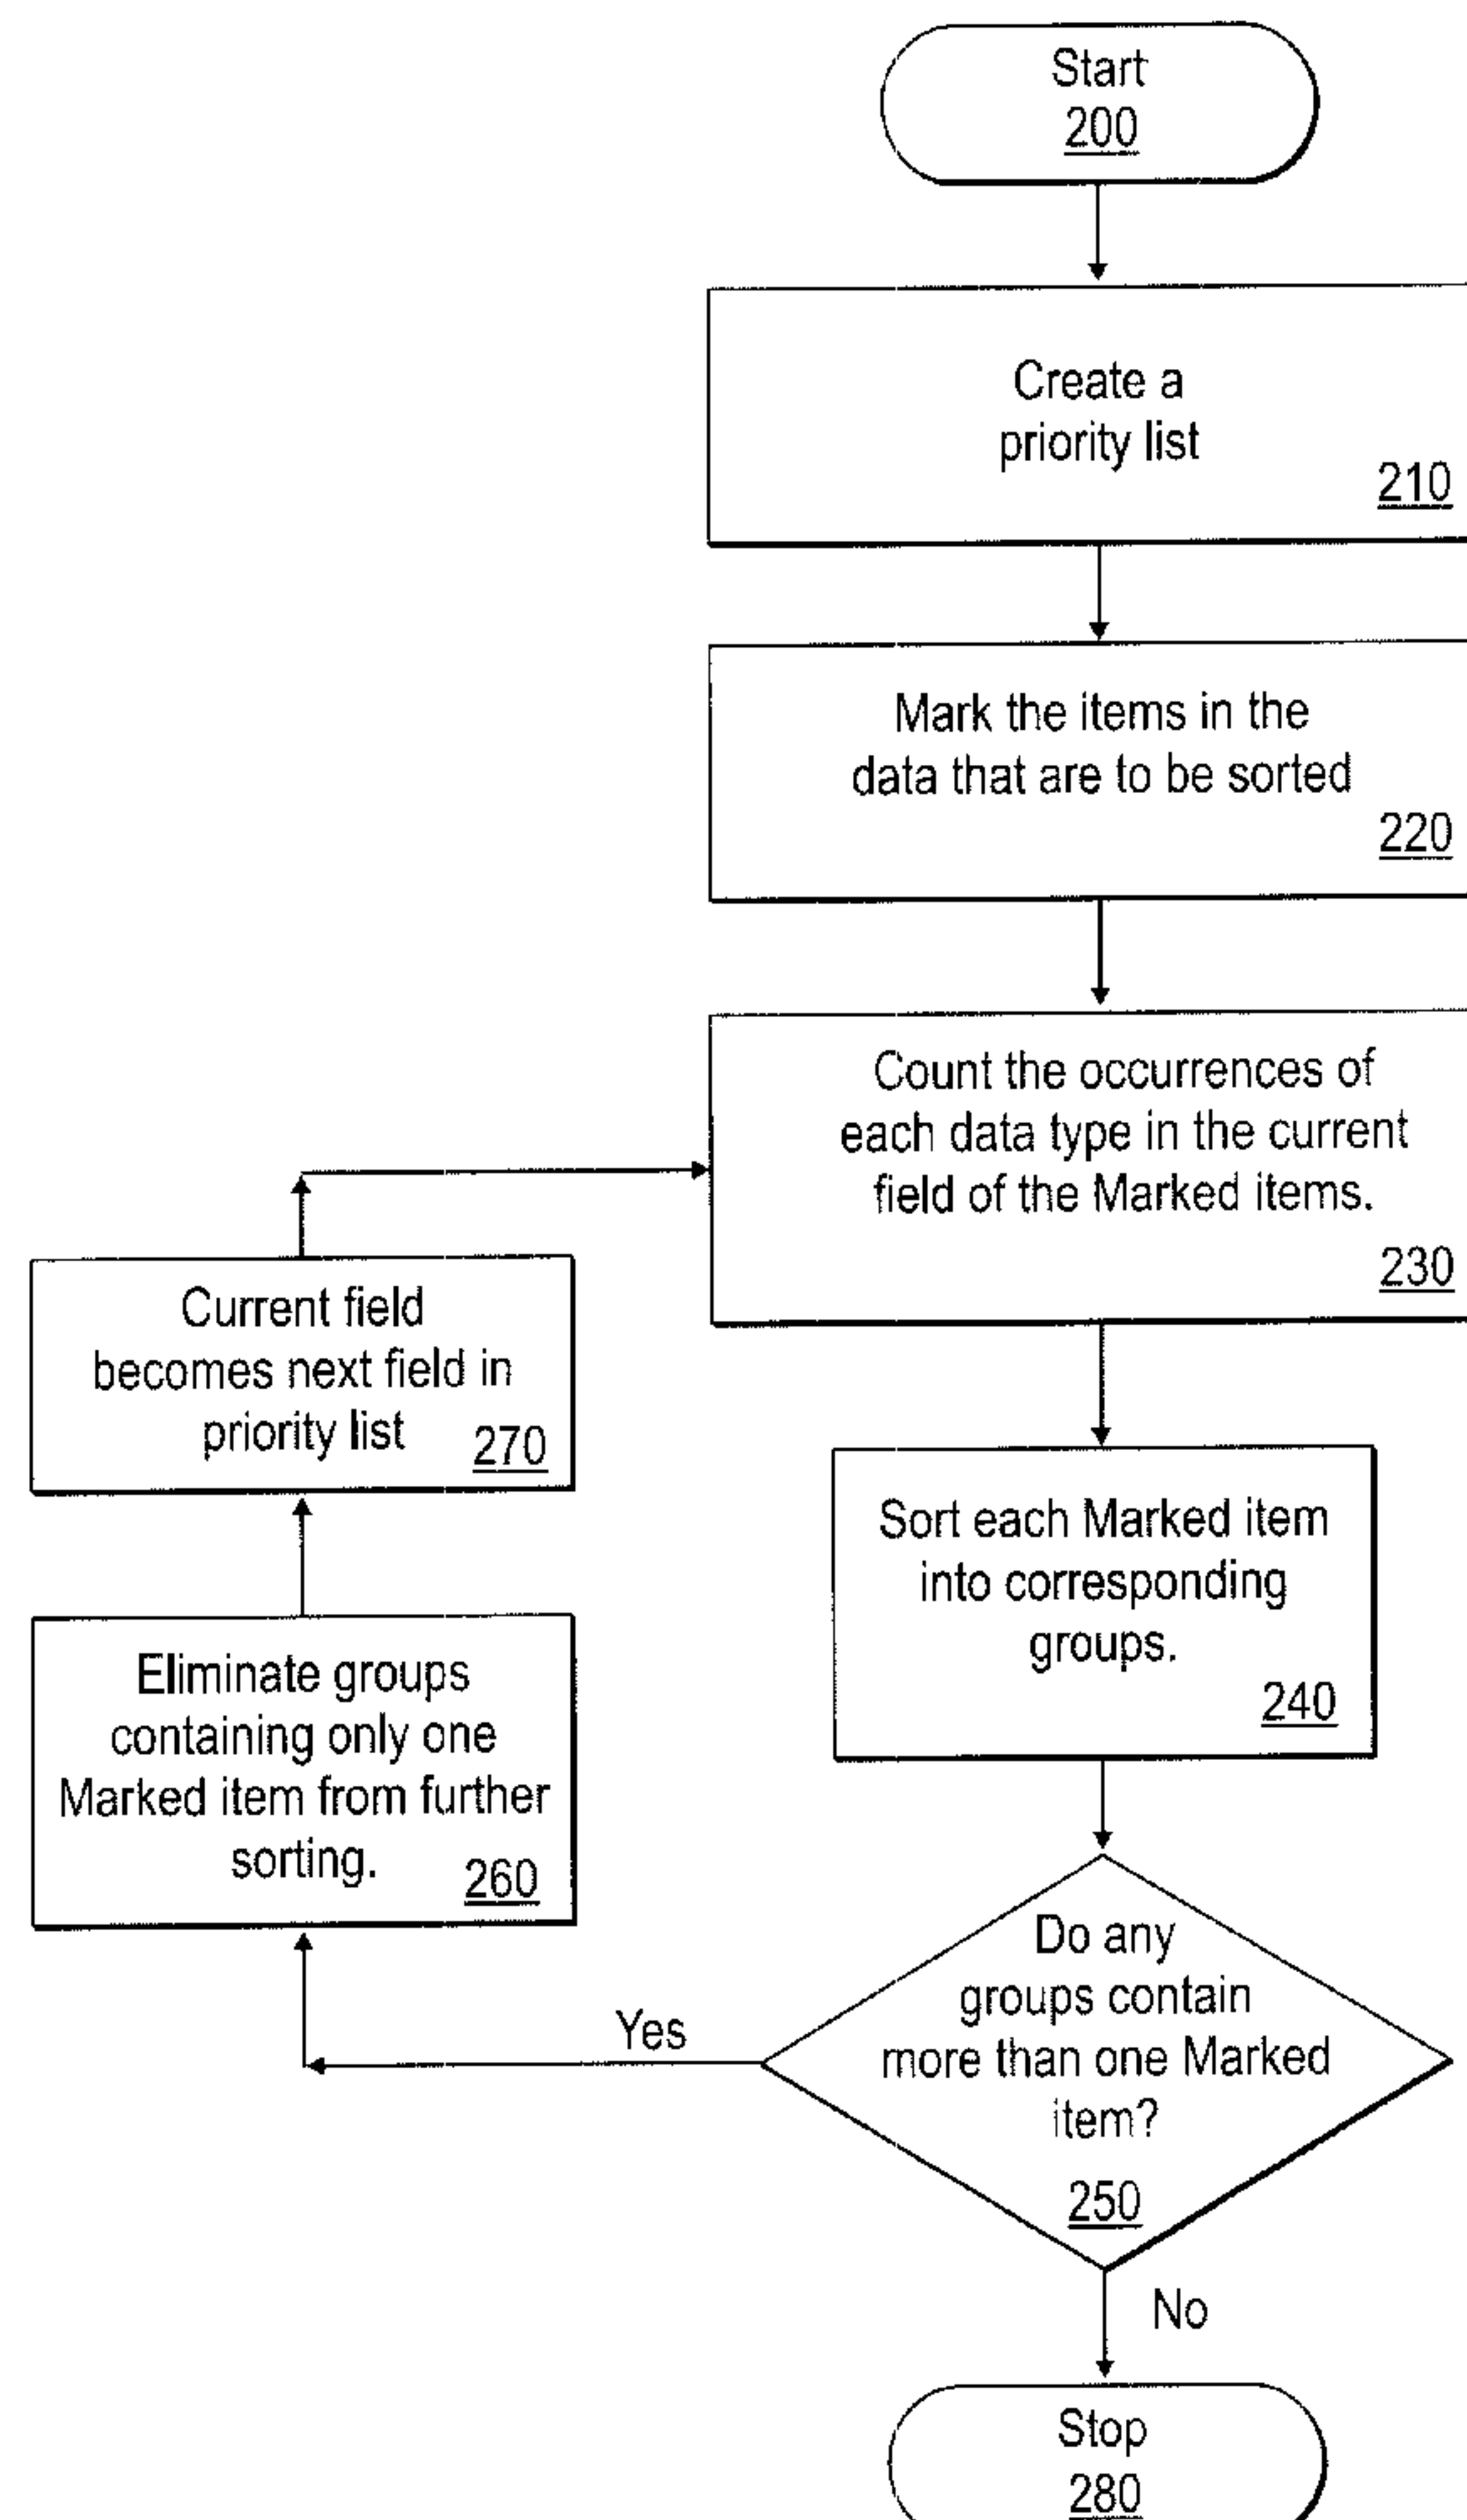 Start
200
Create a
priority list
210
Mark the items in the
data that are to be sorted
220
Count the occurrences of
each data type in the current
field of the Marked items.
230
Sort each Marked item
into corresponding
groups.
240
Do any
groups contain
more than one Marked
item?
250
Yes
Eliminate groups
containing only one
Marked item from further
sorting.
260
Current field
becomes next field in
priority list
270
No
Stop
280